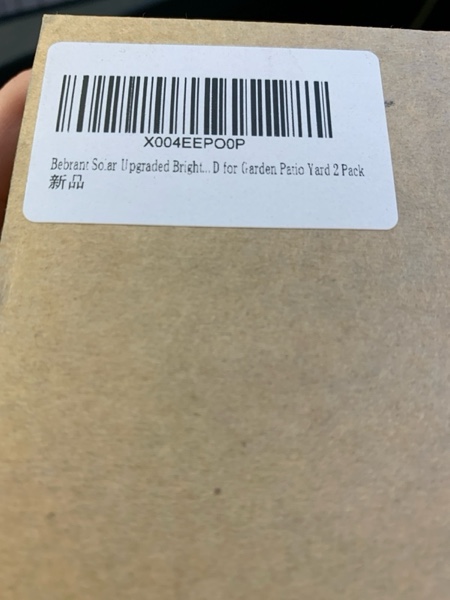 X004EEPO0P
Bebrant Solar Upgraded Bright... D for Garden Patio Yard 2 Pack
新品